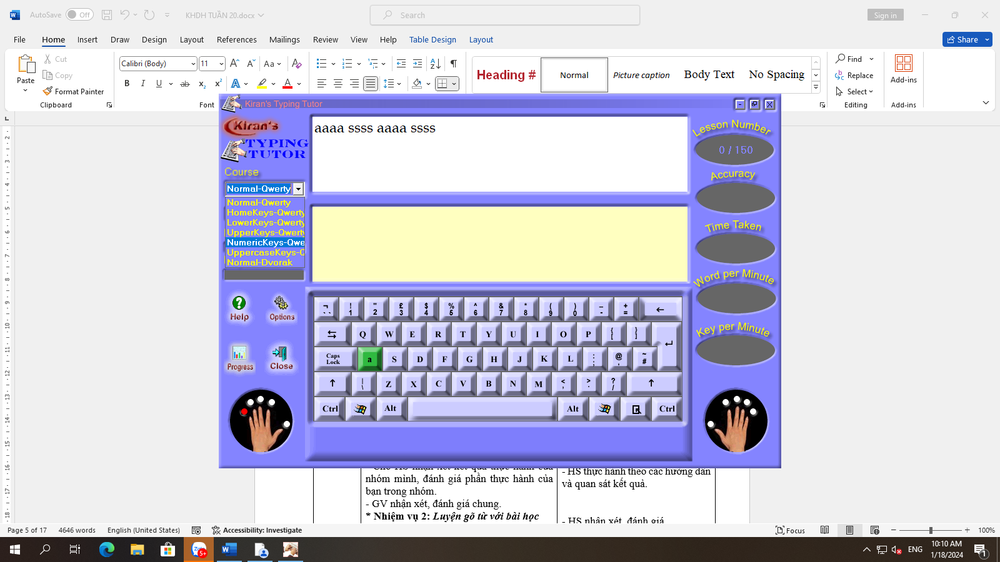 AutoSave Off KHDH TUẦN 20.docx Search Sign in
File Home Insert Draw Design Layout References Mailings Review View Help Table Design Layout Share
Paste Cut Copy Format Painter Clipboard
Calibri (Body) 11 Font
Heading # Normal Picture caption Body Text No Spacing
Find Replace Select Editing
Add-ins Add-ins
Kiran's Typing Tutor
Kiran's
TYPING
TUTOR
Course
Normal-Qwerty
Normal-Qwerty
HomeKeys-Qwerty
LowerKeys-Qwerty
UpperKeys-Qwerty
NumericKeys-Qwe
UppercaseKeys-Q
Normal-Dvorak
Help Options
Progress Close
aaaa ssss aaaa ssss
Lesson Number
0 / 150
Accuracy
Time Taken
Word per Minute
Key per Minute
¬ ` ! 1 " 2 £ 3 $ 4 % 5 ^ 6 & 7 * 8 ( 9 ) 0 _ - + = ←
Q W E R T Y U I O P { [ } ]
Caps Lock a S D F G H J K L : ; @ ' ~ #
↑ | \ Z X C V B N M < , > . ? / ↑
Ctrl Alt Alt Ctrl
- Cho HS nhận xét kết quả thực hành của
nhóm mình, đánh giá phần thực hành của
bạn trong nhóm.
- GV nhận xét, đánh giá chung.
* Nhiệm vụ 2: Luyện gõ từ với bài học
- HS thực hành theo các hướng dẫn
và quan sát kết quả.
- HS nhận xét, đánh giá
Page 5 of 17 4646 words English (United States) Accessibility: Investigate Focus 100%
Zalo 5+ ENG 10:10 AM 1/18/2024 1